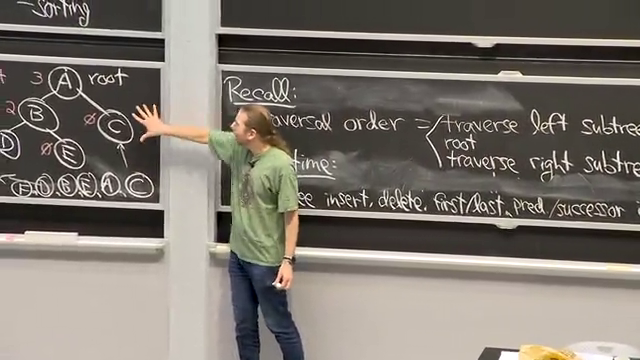 -Sorting
3 A root
2 B ∅ C
D ∅ E
F D B E A C
Recall:
traversal order = traverse left subtree
root
traverse right subtree
time:
insert, delete, first/last, pred/successor